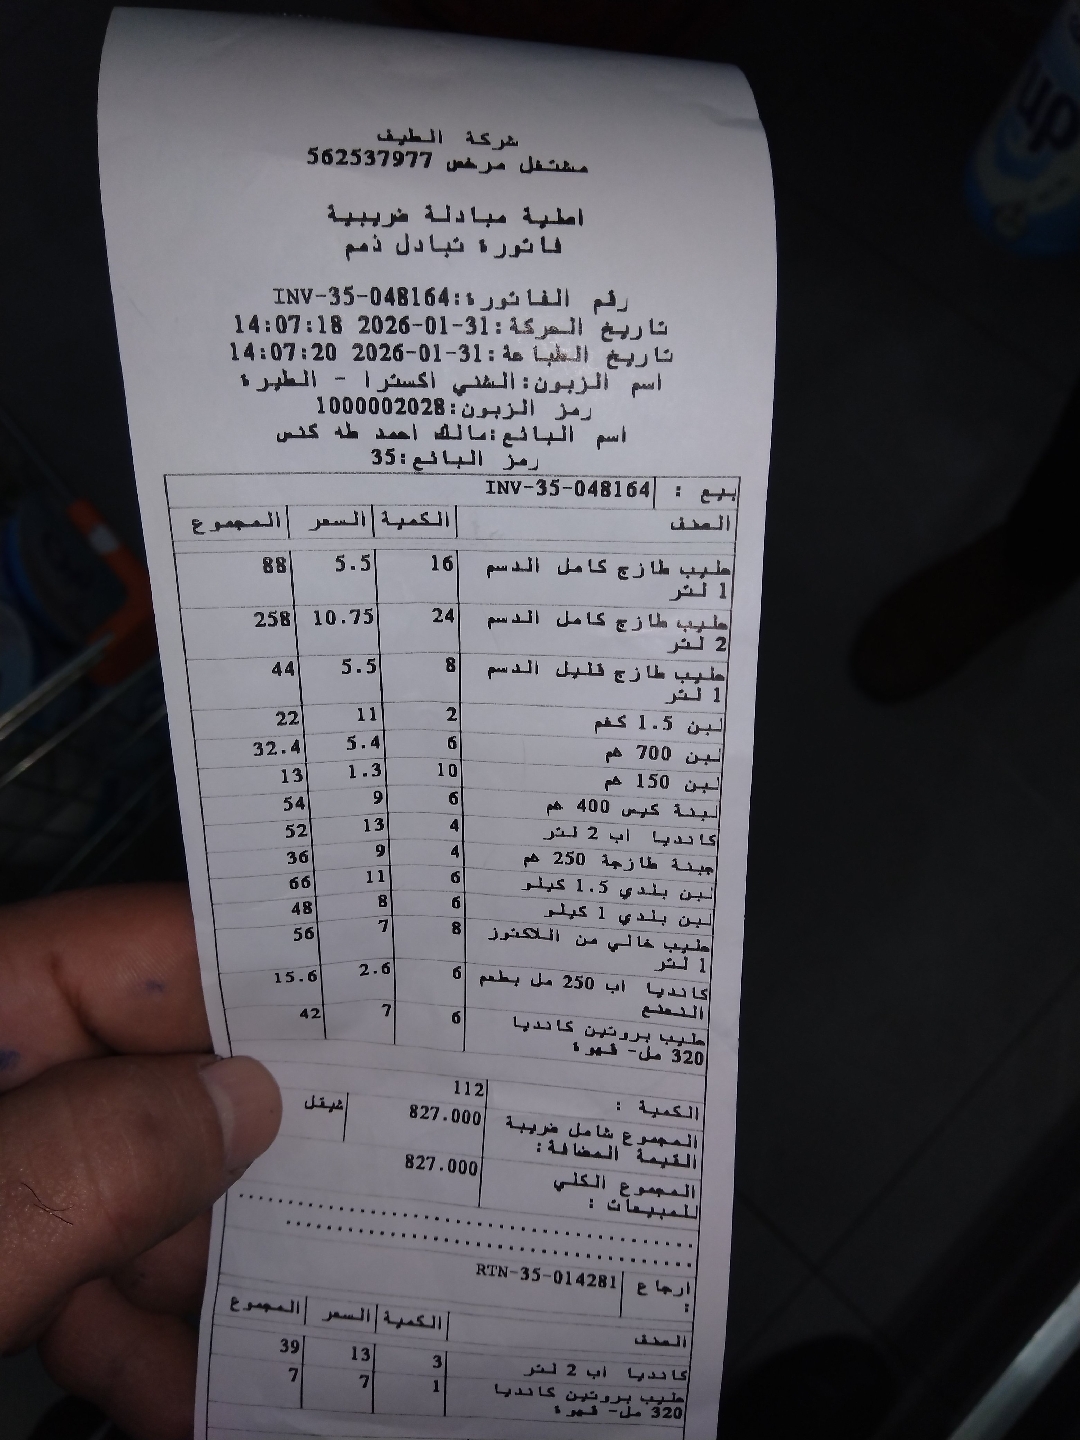 شركة الطيف
مشتغل مرخص 562537977
اصلية مبادلة ضريبية
فاتورة تبادل ذمم
رقم الفاتورة:INV-35-048164
تاريخ الحركة:31-01-2026 14:07:18
تاريخ الطباعة:31-01-2026 14:07:20
اسم الزبون:الشني اكسترا - الطيرة
رمز الزبون:1000002028
اسم البائع:مالك احمد طه كنس
رمز البائع:35
بيع : INV-35-048164
الصنف الكمية السعر المجموع
حليب طازج كامل الدسم 16 5.5 88
1 لتر
حليب طازج كامل الدسم 24 10.75 258
2 لتر
حليب طازج قليل الدسم 8 5.5 44
1 لتر
لبن 1.5 كغم 2 11 22
لبن 700 غم 6 5.4 32.4
لبن 150 غم 10 1.3 13
لبنة كيس 400 غم 6 9 54
كانديا اب 2 لتر 4 13 52
جبنة طازجة 250 غم 4 9 36
لبن بلدي 1.5 كيلو 6 11 66
لبن بلدي 1 كيلو 6 8 48
حليب خالي من اللاكتوز 8 7 56
1 لتر
كانديا اب 250 مل بطعم 6 2.6 15.6
النعنع
حليب بروتين كانديا 6 7 42
320 مل- قهوة
الكمية : 112
المجموع شامل ضريبة 827.000 شيقل
القيمة المضافة:
المجموع الكلي 827.000
للمبيعات :
ارجاع RTN-35-014281
:
الصنف الكمية السعر المجموع
كانديا اب 2 لتر 3 13 39
حليب بروتين كانديا 1 7 7
320 مل- قهوة
up